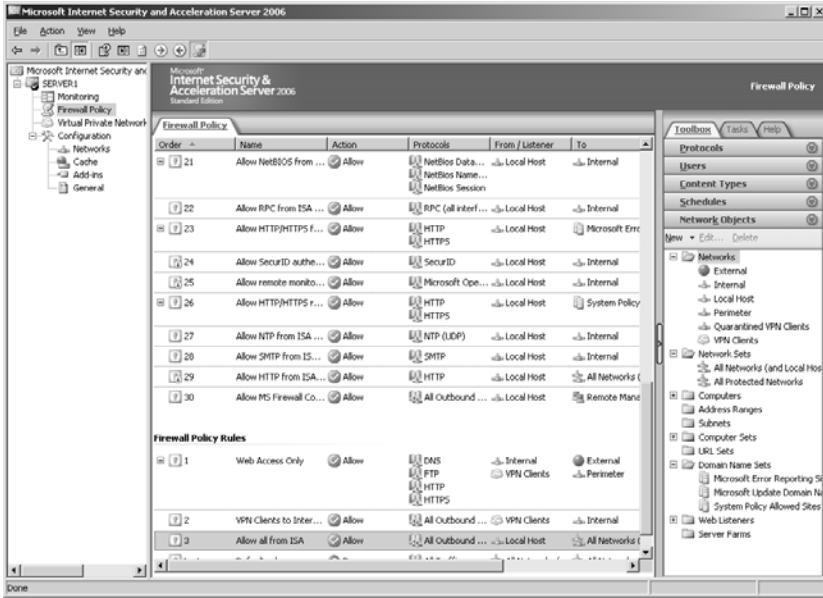 Microsoft Internet Security and Acceleration Server 2006
File Action View Help
Microsoft Internet Security and
SERVER1
Monitoring
Firewall Policy
Virtual Private Network
Configuration
Networks
Cache
Add-ins
General
Microsoft
Internet Security &
Acceleration Server 2006
Standard Edition
Firewall Policy
Firewall Policy
Order Name Action Protocols From / Listener To
21 Allow NetBIOS from ... Allow NetBios Data... Local Host Internal
NetBios Name...
NetBios Session
22 Allow RPC from ISA ... Allow RPC (all interf... Local Host Internal
23 Allow HTTP/HTTPS f... Allow HTTP Local Host Microsoft Erro
HTTPS
24 Allow SecurID authe... Allow SecurID Local Host Internal
25 Allow remote monito... Allow Microsoft Ope... Local Host Internal
26 Allow HTTP/HTTPS r... Allow HTTP Local Host System Policy
HTTPS
27 Allow NTP from ISA ... Allow NTP (UDP) Local Host Internal
28 Allow SMTP from IS... Allow SMTP Local Host Internal
29 Allow HTTP from ISA... Allow HTTP Local Host All Networks (
30 Allow MS Firewall Co... Allow All Outbound ... Local Host Remote Mana
Firewall Policy Rules
1 Web Access Only Allow DNS Internal External
FTP VPN Clients Perimeter
HTTP
HTTPS
2 VPN Clients to Inter... Allow All Outbound ... VPN Clients Internal
3 Allow all from ISA Allow All Outbound ... Local Host All Networks (
Toolbox Tasks Help
Protocols
Users
Content Types
Schedules
Network Objects
New Edit... Delete
Networks
External
Internal
Local Host
Perimeter
Quarantined VPN Clients
VPN Clients
Network Sets
All Networks (and Local Hos
All Protected Networks
Computers
Address Ranges
Subnets
Computer Sets
URL Sets
Domain Name Sets
Microsoft Error Reporting Si
Microsoft Update Domain Na
System Policy Allowed Sites
Web Listeners
Server Farms
Done